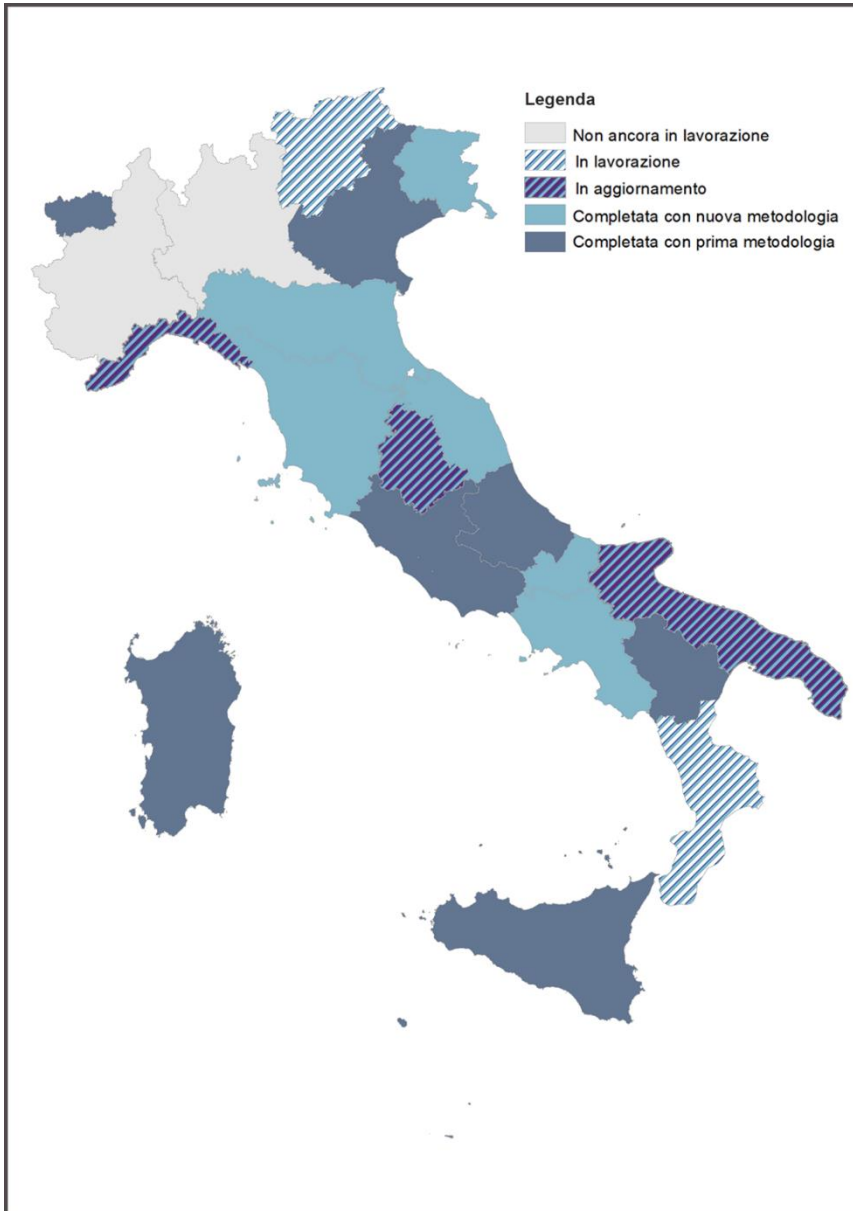 Legenda
Non ancora in lavorazione
In lavorazione
In aggiornamento
Completata con nuova metodologia
Completata con prima metodologia